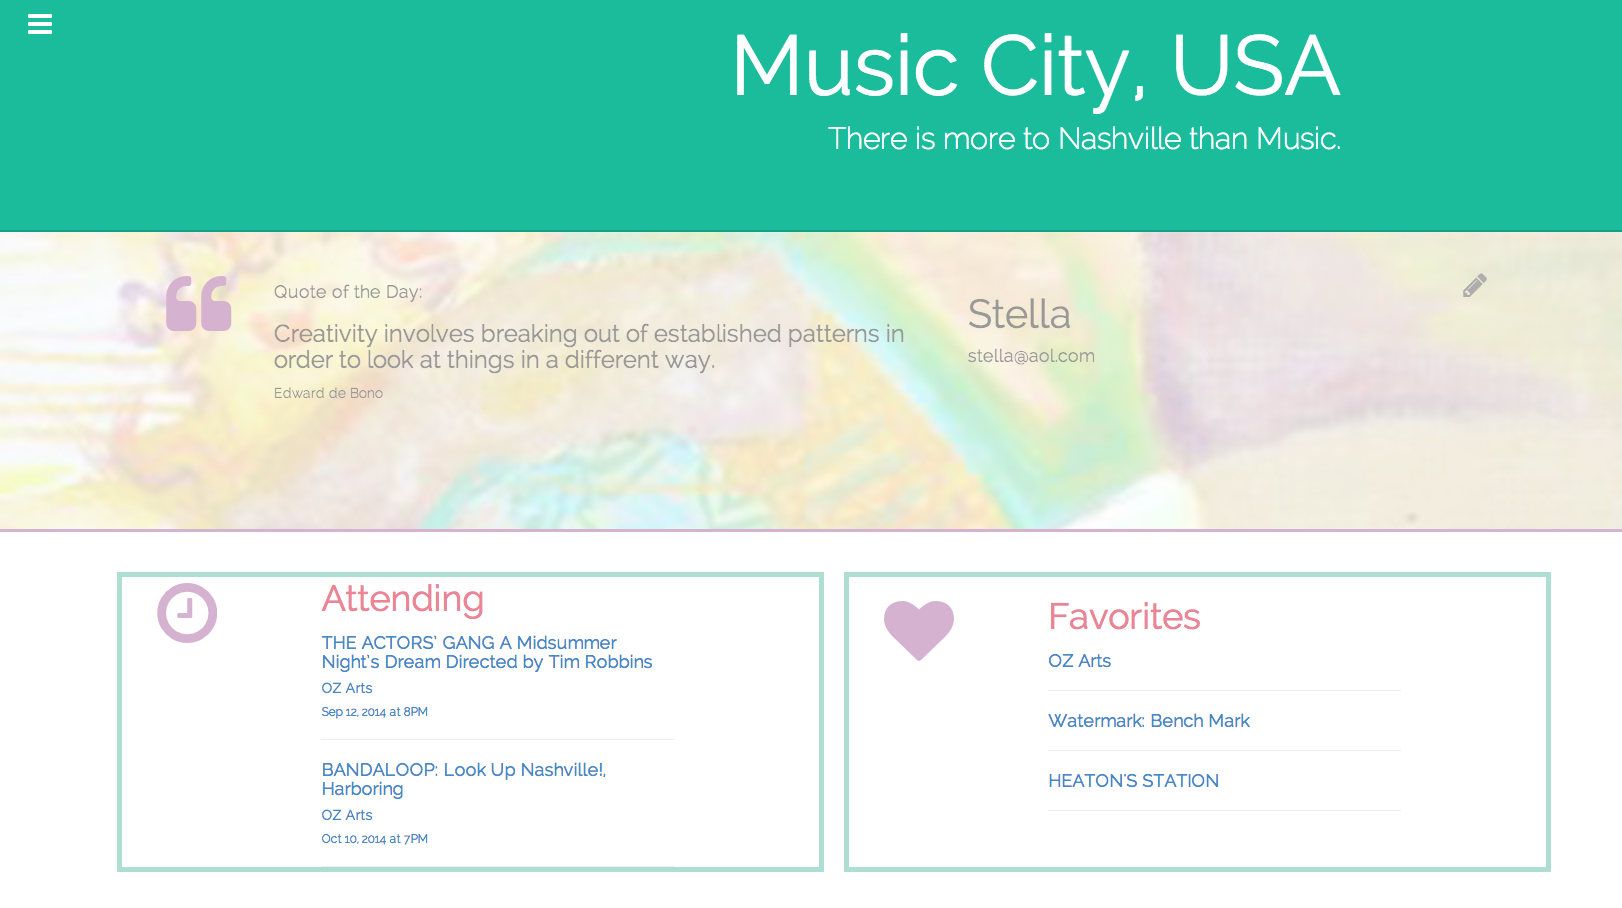 Music City, USA
There is more to Nashville than Music.
Quote of the Day:
Creativity involves breaking out of established patterns in
order to look at things in a different way.
Edward de Bono
Stella
stella@aol.com
Attending
THE ACTORS’ GANG A Midsummer
Night’s Dream Directed by Tim Robbins
OZ Arts
Sep 12, 2014 at 8PM
BANDALOOP: Look Up Nashville!,
Harboring
OZ Arts
Oct 10, 2014 at 7PM
Favorites
OZ Arts
Watermark: Bench Mark
HEATON'S STATION